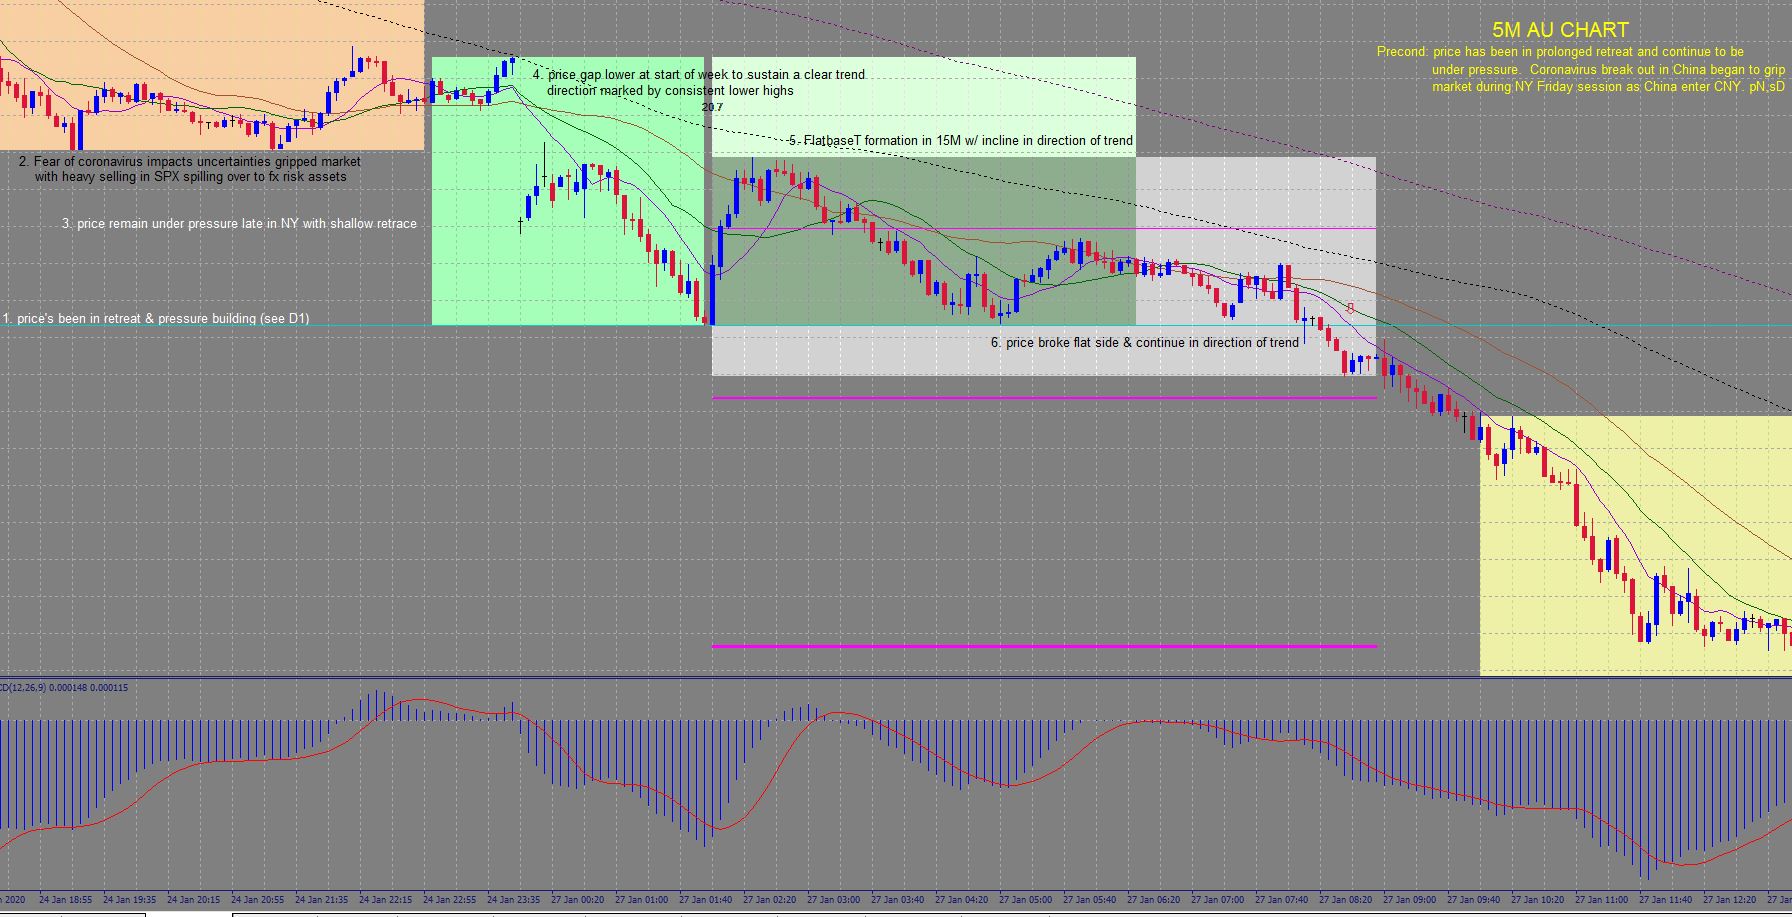 5M AU CHART
Precond: price has been in prolonged retreat and continue to be
under pressure. Coronavirus break out in China began to grip
market during NY Friday session as China enter CNY. pN,sD
4. price gap lower at start of week to sustain a clear trend
direction marked by consistent lower highs
20.7
5. FlatbaseT formation in 15M w/ incline in direction of trend
2. Fear of coronavirus impacts uncertainties gripped market
with heavy selling in SPX spilling over to fx risk assets
3. price remain under pressure late in NY with shallow retrace
1. price's been in retreat & pressure building (see D1)
6. price broke flat side & continue in direction of trend
CD(12,26,9) 0.000148 0.000115
n 2020 24 Jan 18:55 24 Jan 19:35 24 Jan 20:15 24 Jan 20:55 24 Jan 21:35 24 Jan 22:15 24 Jan 22:55 24 Jan 23:35 27 Jan 00:20 27 Jan 01:00 27 Jan 01:40 27 Jan 02:20 27 Jan 03:00 27 Jan 03:40 27 Jan 04:20 27 Jan 05:00 27 Jan 05:40 27 Jan 06:20 27 Jan 07:00 27 Jan 07:40 27 Jan 08:20 27 Jan 09:00 27 Jan 09:40 27 Jan 10:20 27 Jan 11:00 27 Jan 11:40 27 Jan 12:20 27 J